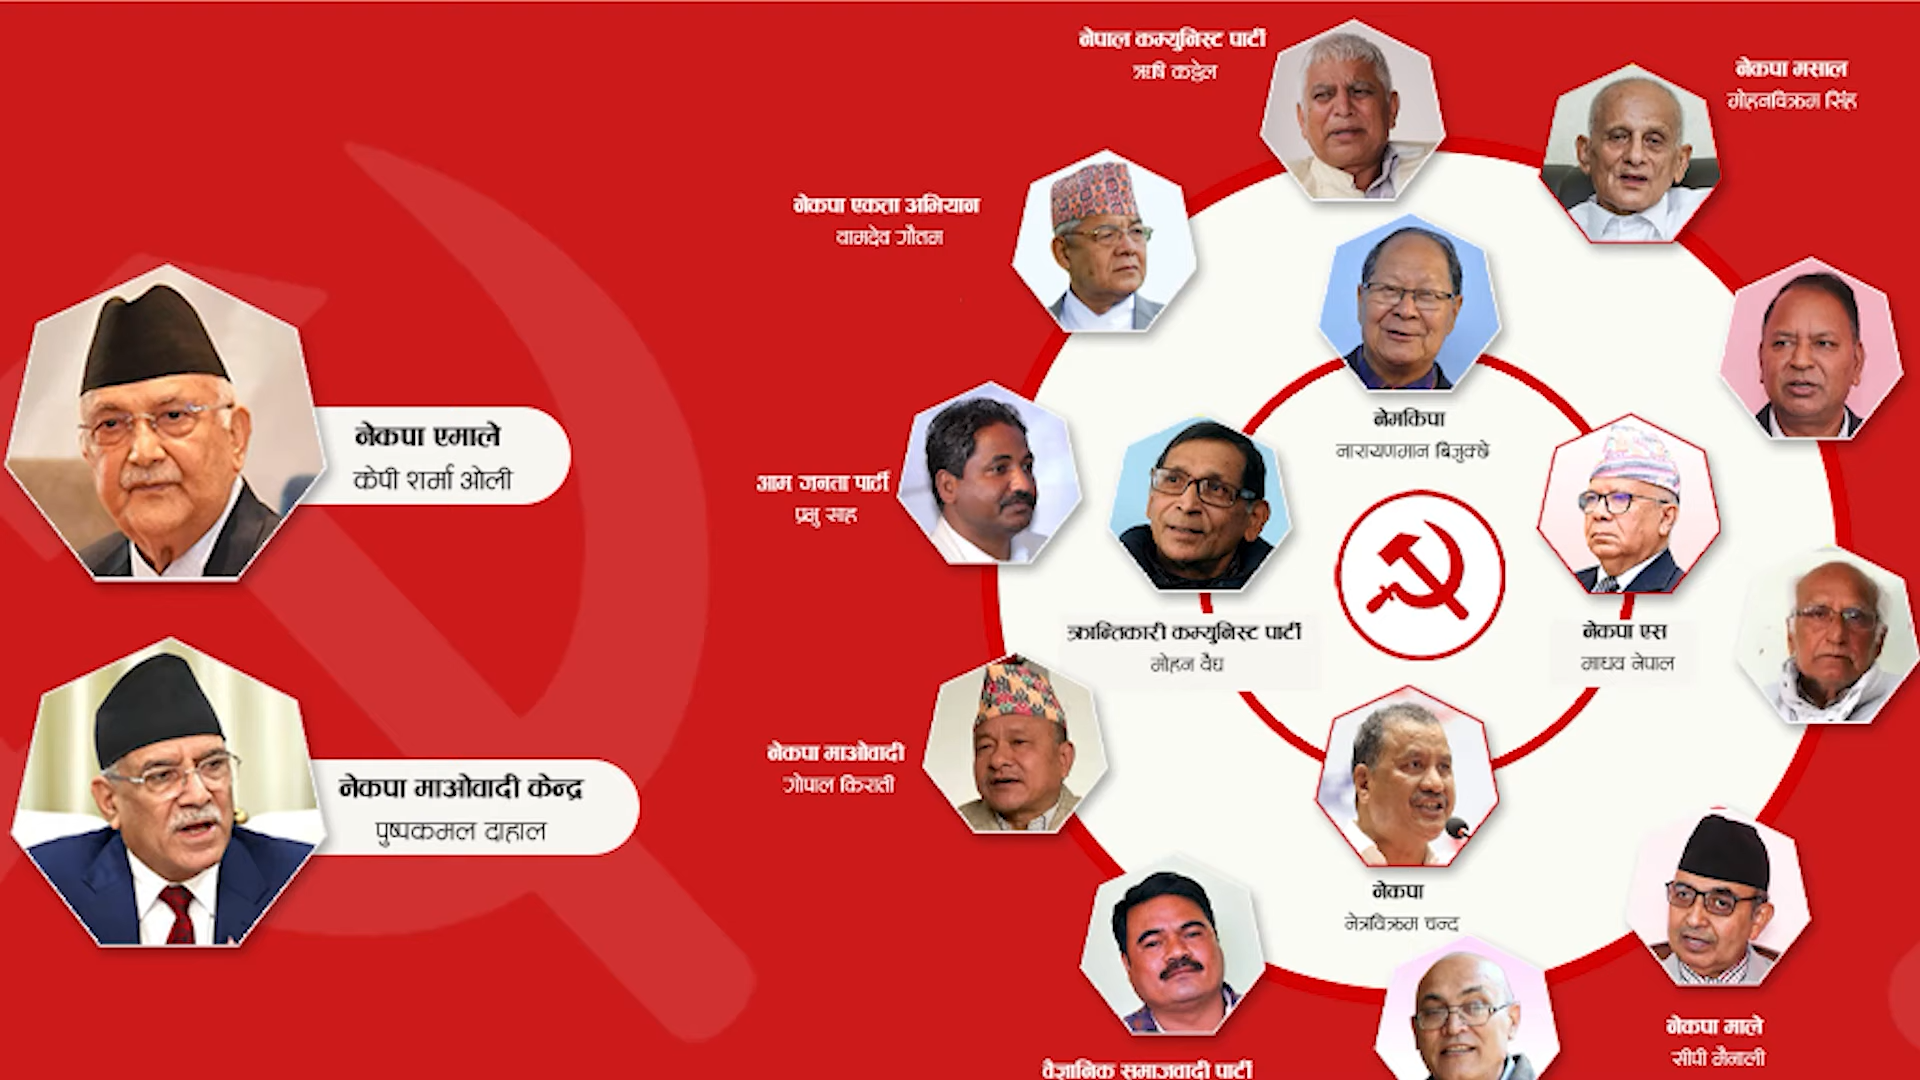 नेपाल कम्युनिस्ट पार्टी
ऋषि कट्टेल
नेकपा मसाल
मोहनविक्रम सिंह
नेकपा एकता अभियान
वामदेव गौतम
नेकपा एमाले
केपी शर्मा ओली
नेमकिपा
नारायणमान बिजुक्छे
आम जनता पार्टी
प्रभु साह
क्रान्तिकारी कम्युनिस्ट पार्टी
मोहन वैद्य
नेकपा एस
माधव नेपाल
नेकपा माओवादी
गोपाल किराती
नेकपा माओवादी केन्द्र
पुष्पकमल दाहाल
नेकपा
नेत्रविक्रम चन्द
नेकपा माले
सीपी मैनाली
वैज्ञानिक समाजवादी पार्टी